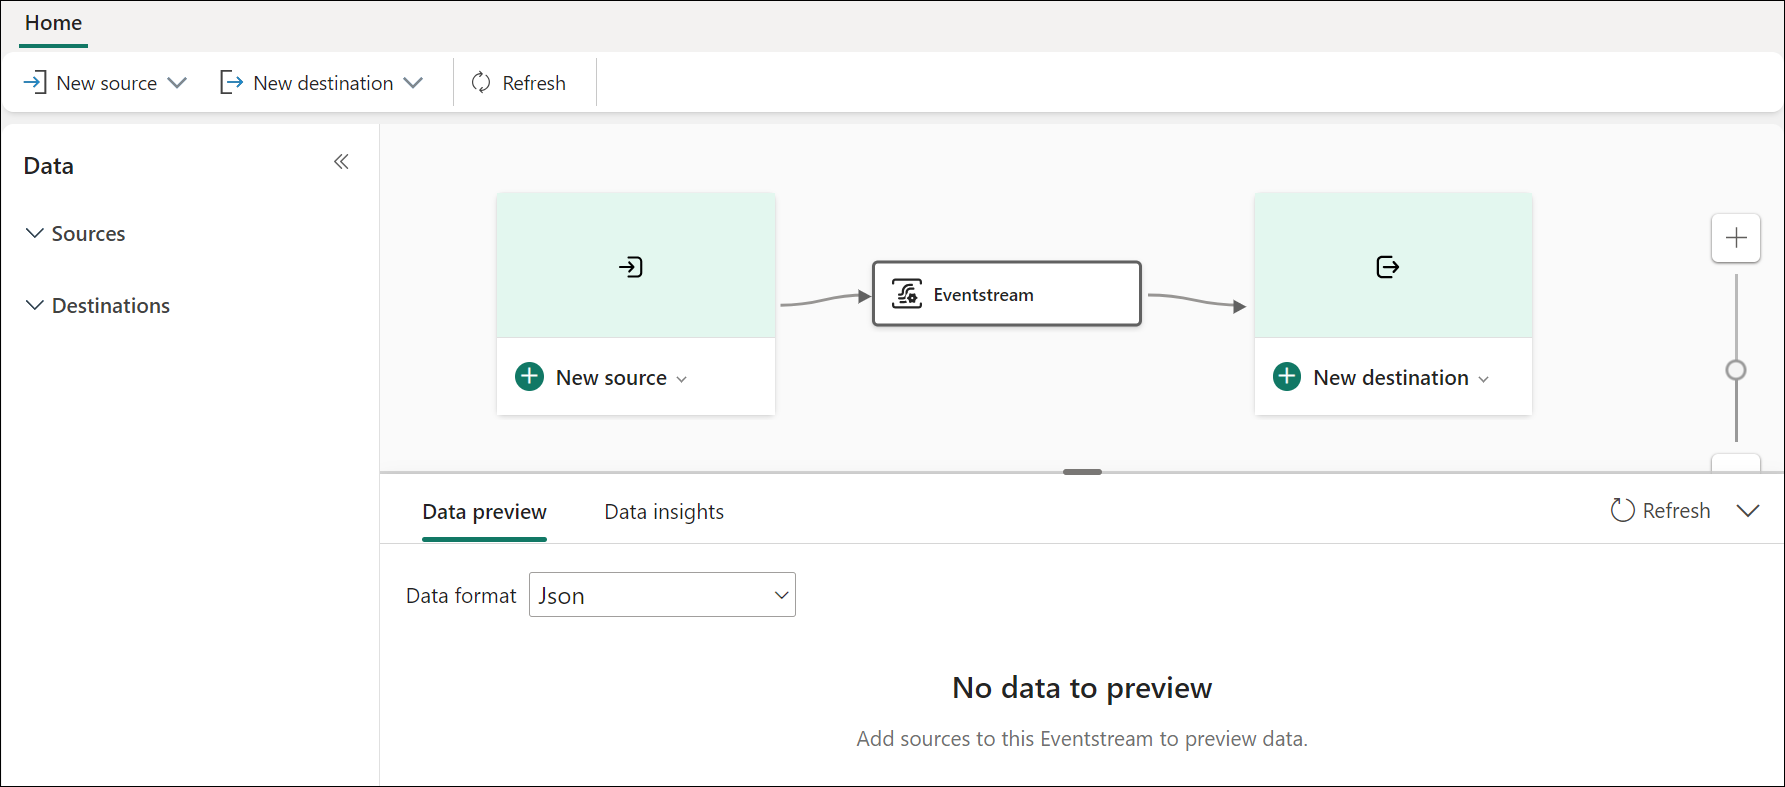 Home
New source
New destination
Refresh
Data
Sources
Destinations
Eventstream
New source
New destination
Data preview
Data insights
Refresh
Data format
Json
No data to preview
Add sources to this Eventstream to preview data.